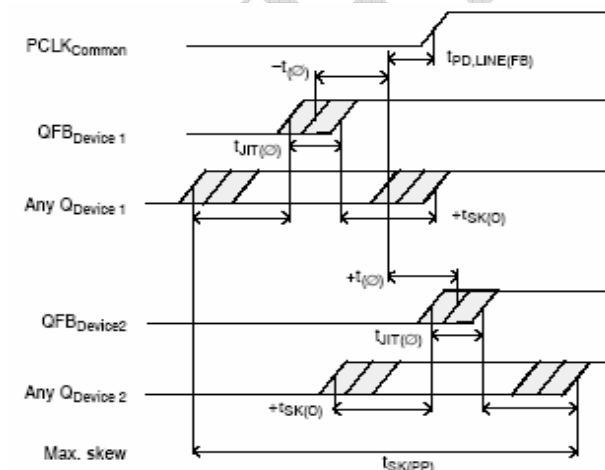 PCLKCommon
tPD,LINE(FB)
–t(∅)
QFBDevice 1
tJIT(∅)
Any QDevice 1
+tSK(O)
+t(∅)
QFBDevice2
tJIT(∅)
Any QDevice 2
+tSK(O)
Max. skew
tSK(PP)